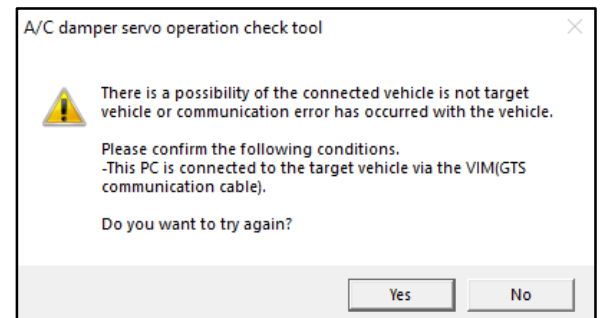 A/C damper servo operation check tool
There is a possibility of the connected vehicle is not target
vehicle or communication error has occurred with the vehicle.
Please confirm the following conditions.
-This PC is connected to the target vehicle via the VIM(GTS
communication cable).
Do you want to try again?
Yes
No